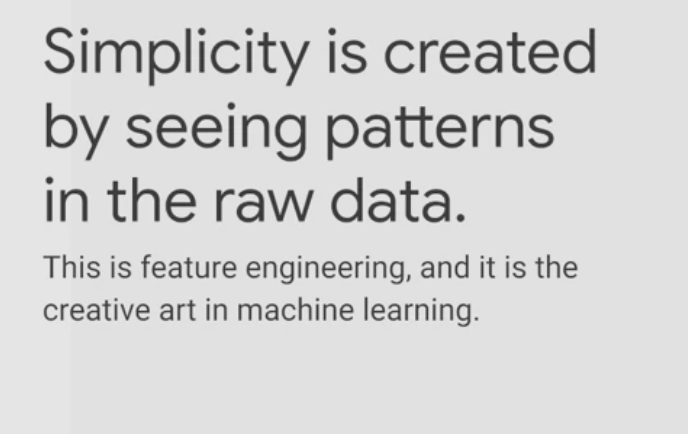 Simplicity is created
by seeing patterns
in the raw data.
This is feature engineering, and it is the
creative art in machine learning.